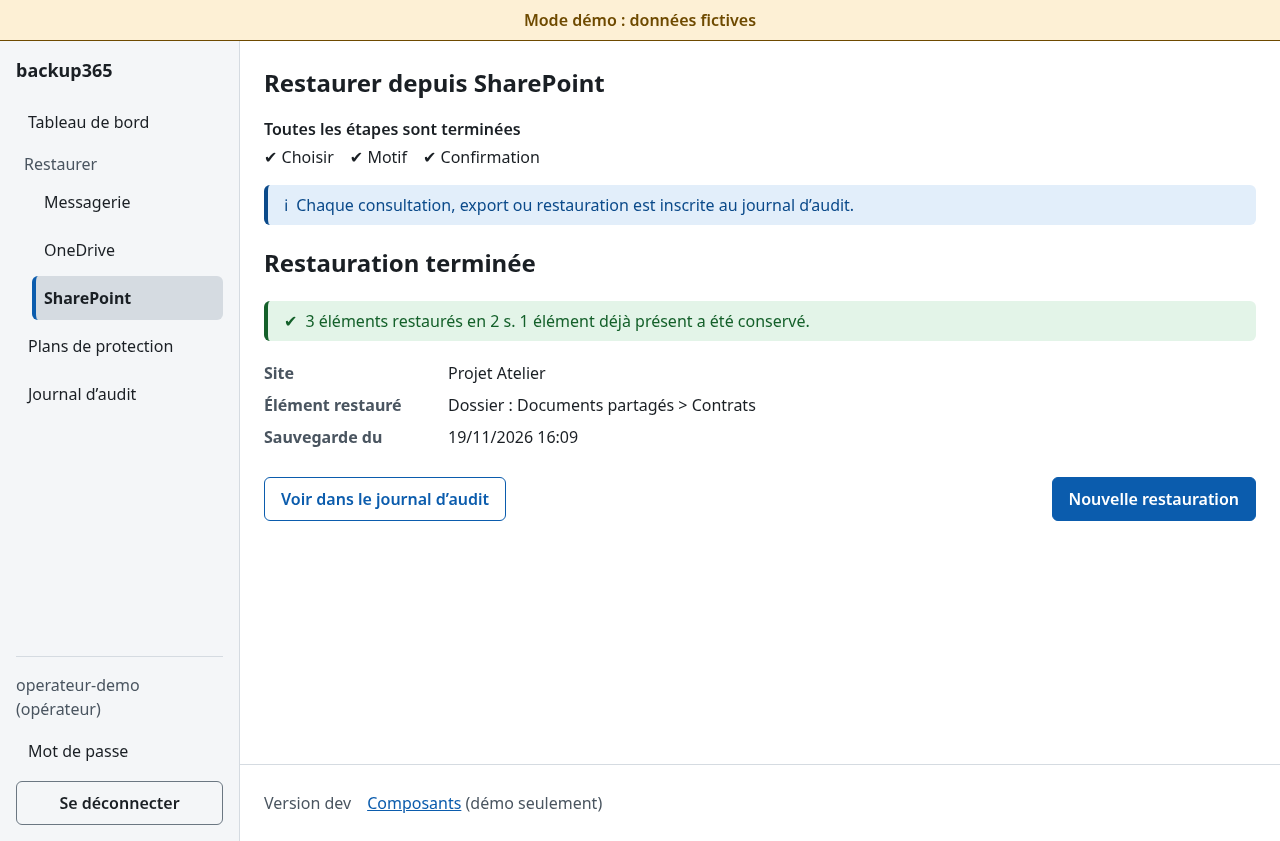 Mode démo : données fictives
backup365
Tableau de bord
Restaurer
Messagerie
OneDrive
SharePoint
Plans de protection
Journal d’audit
operateur-demo
(opérateur)
Mot de passe
Se déconnecter
Restaurer depuis SharePoint
Toutes les étapes sont terminées
✔ Choisir ✔ Motif ✔ Confirmation
i Chaque consultation, export ou restauration est inscrite au journal d’audit.
Restauration terminée
✔ 3 éléments restaurés en 2 s. 1 élément déjà présent a été conservé.
Site Projet Atelier
Élément restauré Dossier : Documents partagés > Contrats
Sauvegarde du 19/11/2026 16:09
Voir dans le journal d’audit Nouvelle restauration
Version dev Composants (démo seulement)